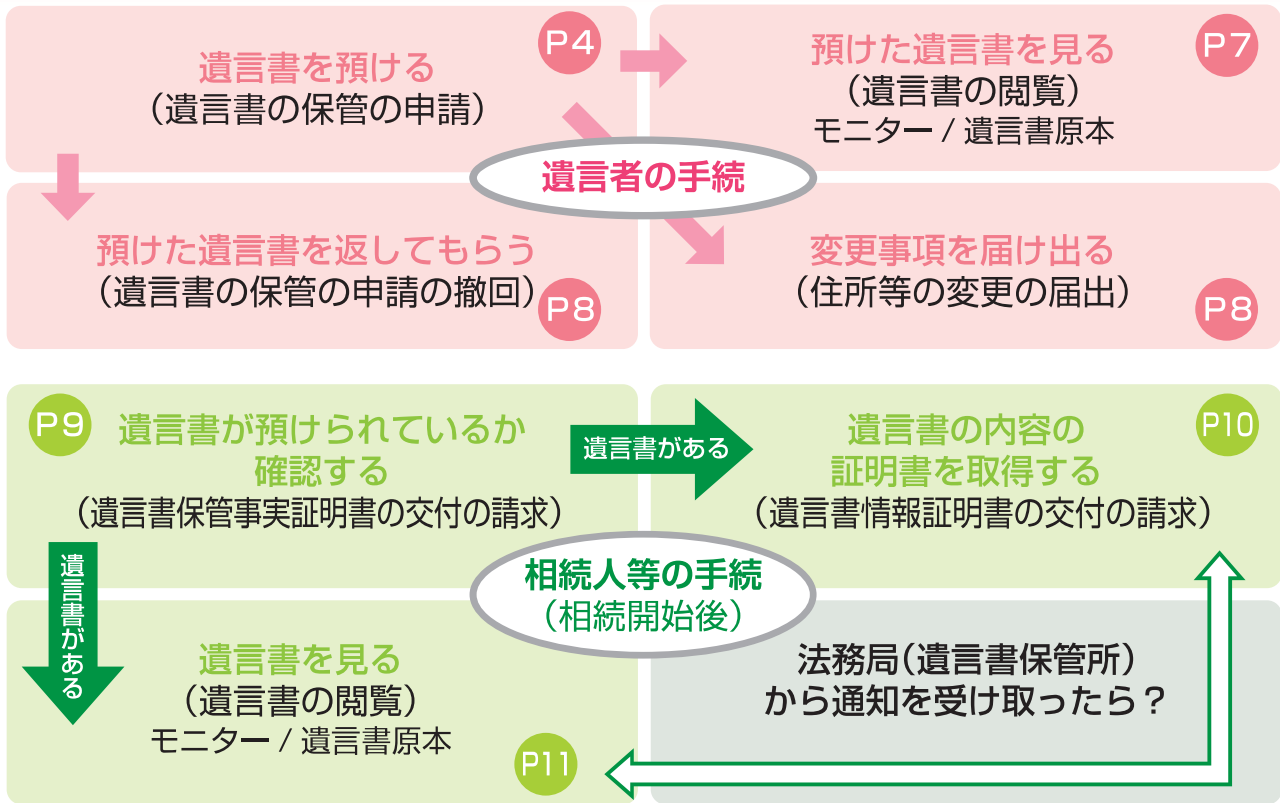 遺言書を預ける
（遺言書の保管の申請）
P4
預けた遺言書を見る
（遺言書の閲覧）
モニター / 遺言書原本
P7
遺言者の手続
預けた遺言書を返してもらう
（遺言書の保管の申請の撤回）
P8
変更事項を届け出る
（住所等の変更の届出）
P8
P9
遺言書が預けられているか
確認する
（遺言書保管事実証明書の交付の請求）
遺言書がある
遺言書の内容の
証明書を取得する
（遺言書情報証明書の交付の請求）
P10
相続人等の手続
（相続開始後）
遺言書がある
遺言書を見る
（遺言書の閲覧）
モニター / 遺言書原本
P11
法務局（遺言書保管所）
から通知を受け取ったら？